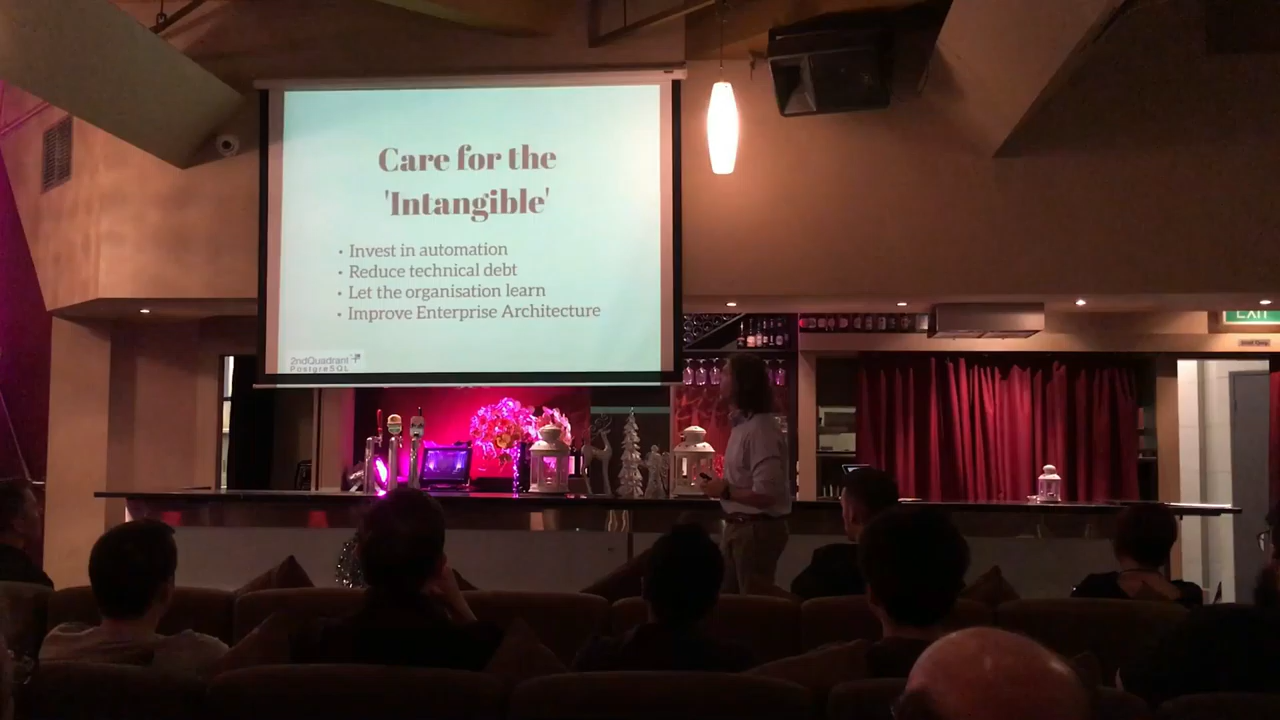 Care for the
'Intangible'
• Invest in automation
• Reduce technical debt
• Let the organisation learn
• Improve Enterprise Architecture
2ndQuadrant
PostgreSQL
EXIT